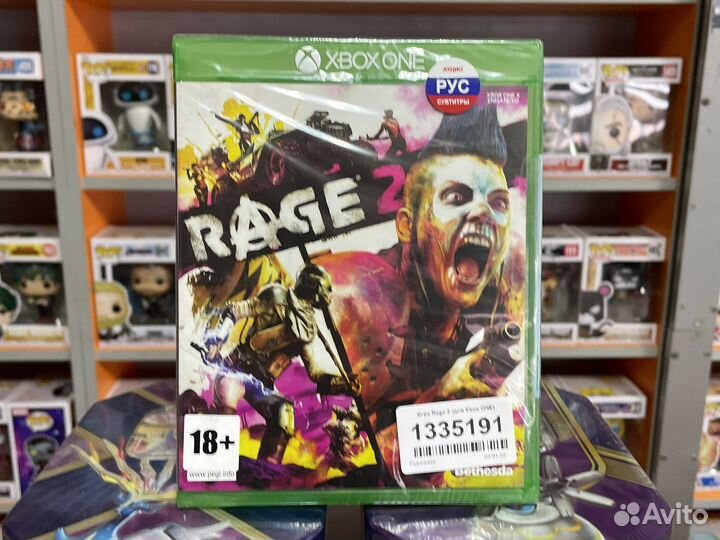 XBOX ONE
РУС
СУБТИТРЫ
XBOX ONE X
ENHANCED
RAGE 2
Игра Rage 2 (для Xbox ONE)
1335191
18+
www.pegi.info
Bethesda
Avito